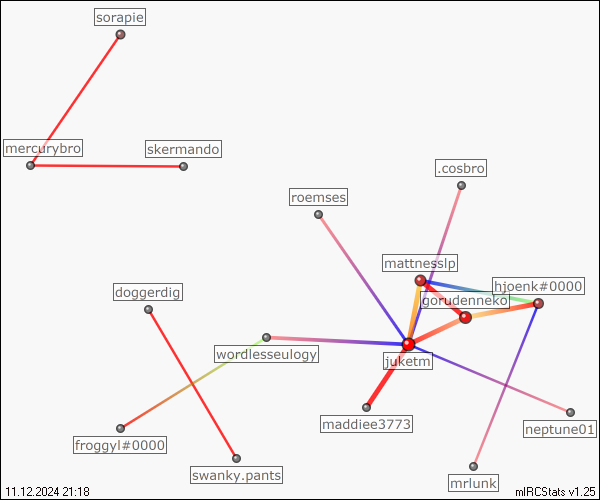 sorapie
mercurybro
skermando
.cosbro
roemses
mattnesslp
hjoenk#0000
doggerdig
gorudenneko
wordlesseulogy
juketm
maddiee3773
neptune01
froggyl#0000
swanky.pants
mrlunk
11.12.2024 21:18
mIRCStats v1.25